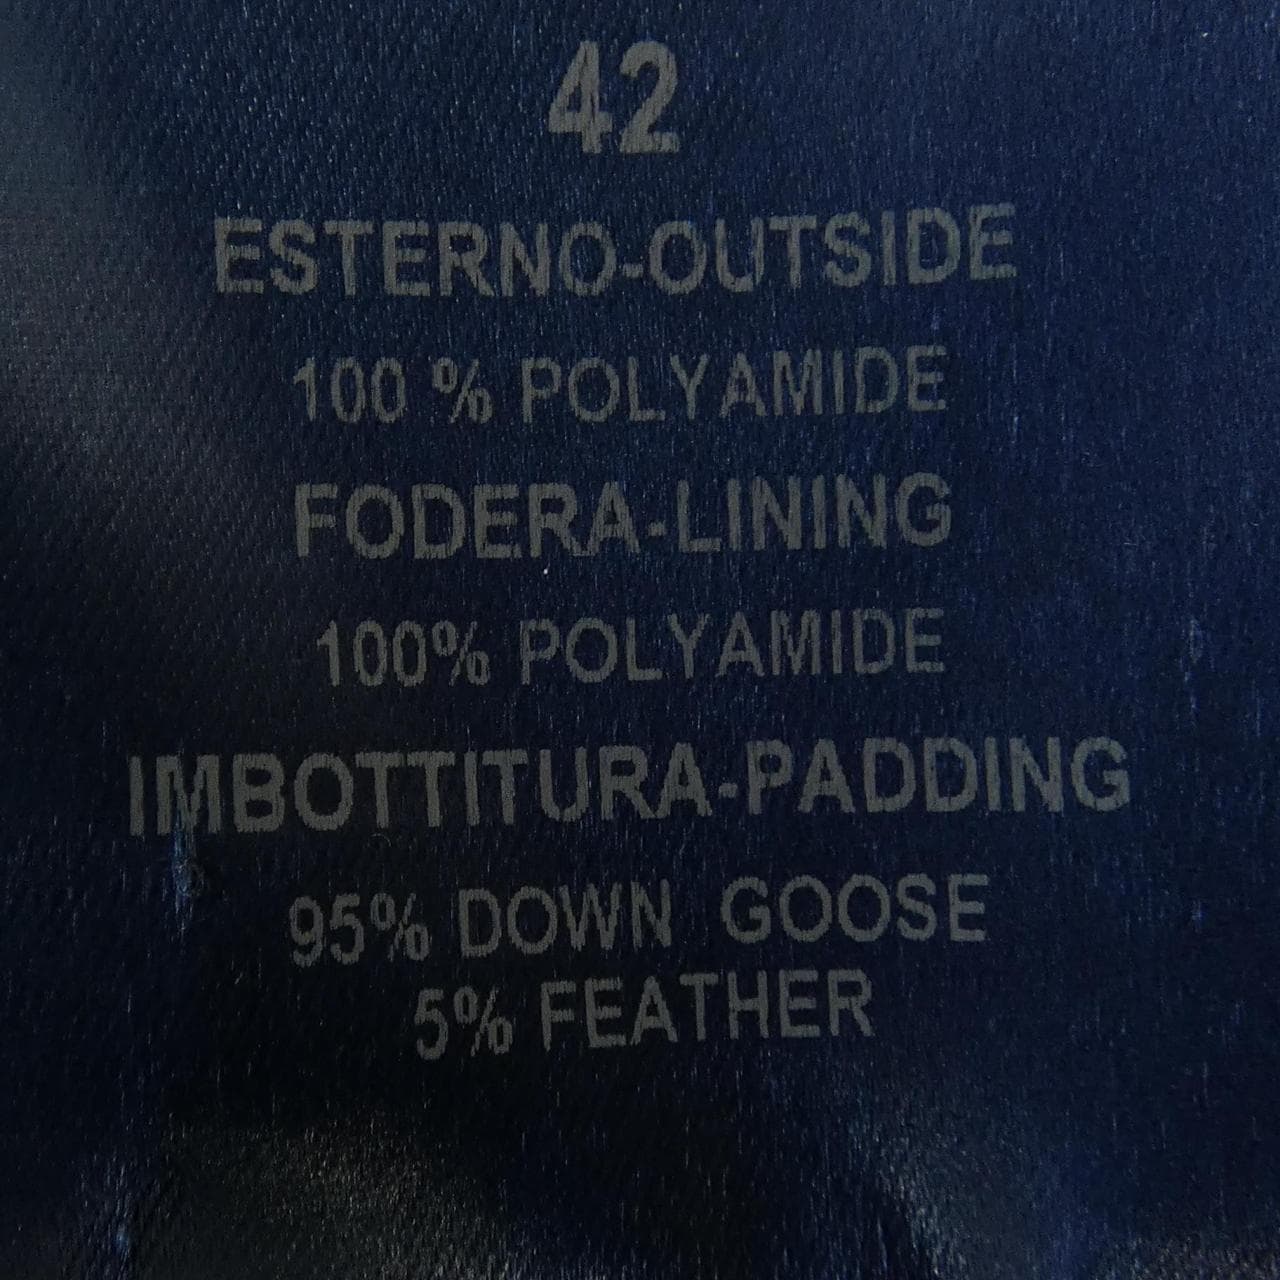 42
ESTERNO-OUTSIDE
100 % POLYAMIDE
FODERA-LINING
100% POLYAMIDE
IMBOTTITURA-PADDING
95% DOWN GOOSE
5% FEATHER